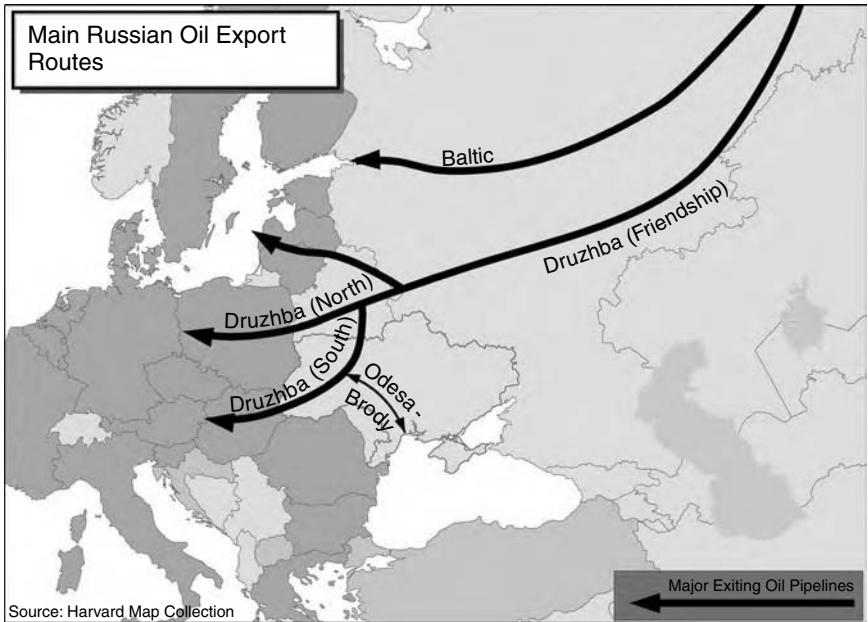 Main Russian Oil Export
Routes
Baltic
Druzhba (Friendship)
Druzhba (North)
Druzhba (South)
Odesa -
Brody
Major Exiting Oil Pipelines
Source: Harvard Map Collection